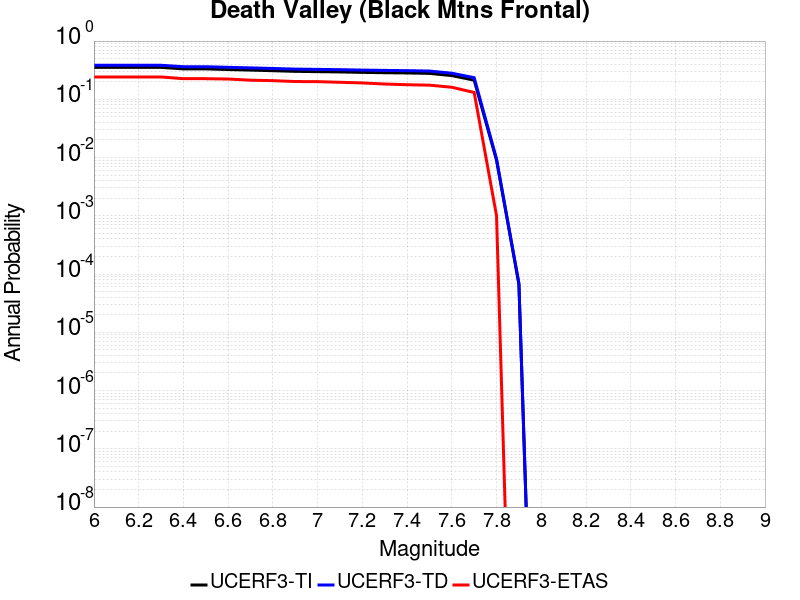 Death Valley (Black Mtns Frontal)
10^0
10^-1
10^-2
10^-3
10^-4
10^-5
10^-6
10^-7
10^-8
Annual Probability
6 6.2 6.4 6.6 6.8 7 7.2 7.4 7.6 7.8 8 8.2 8.4 8.6 8.8 9
Magnitude
UCERF3-TI UCERF3-TD UCERF3-ETAS